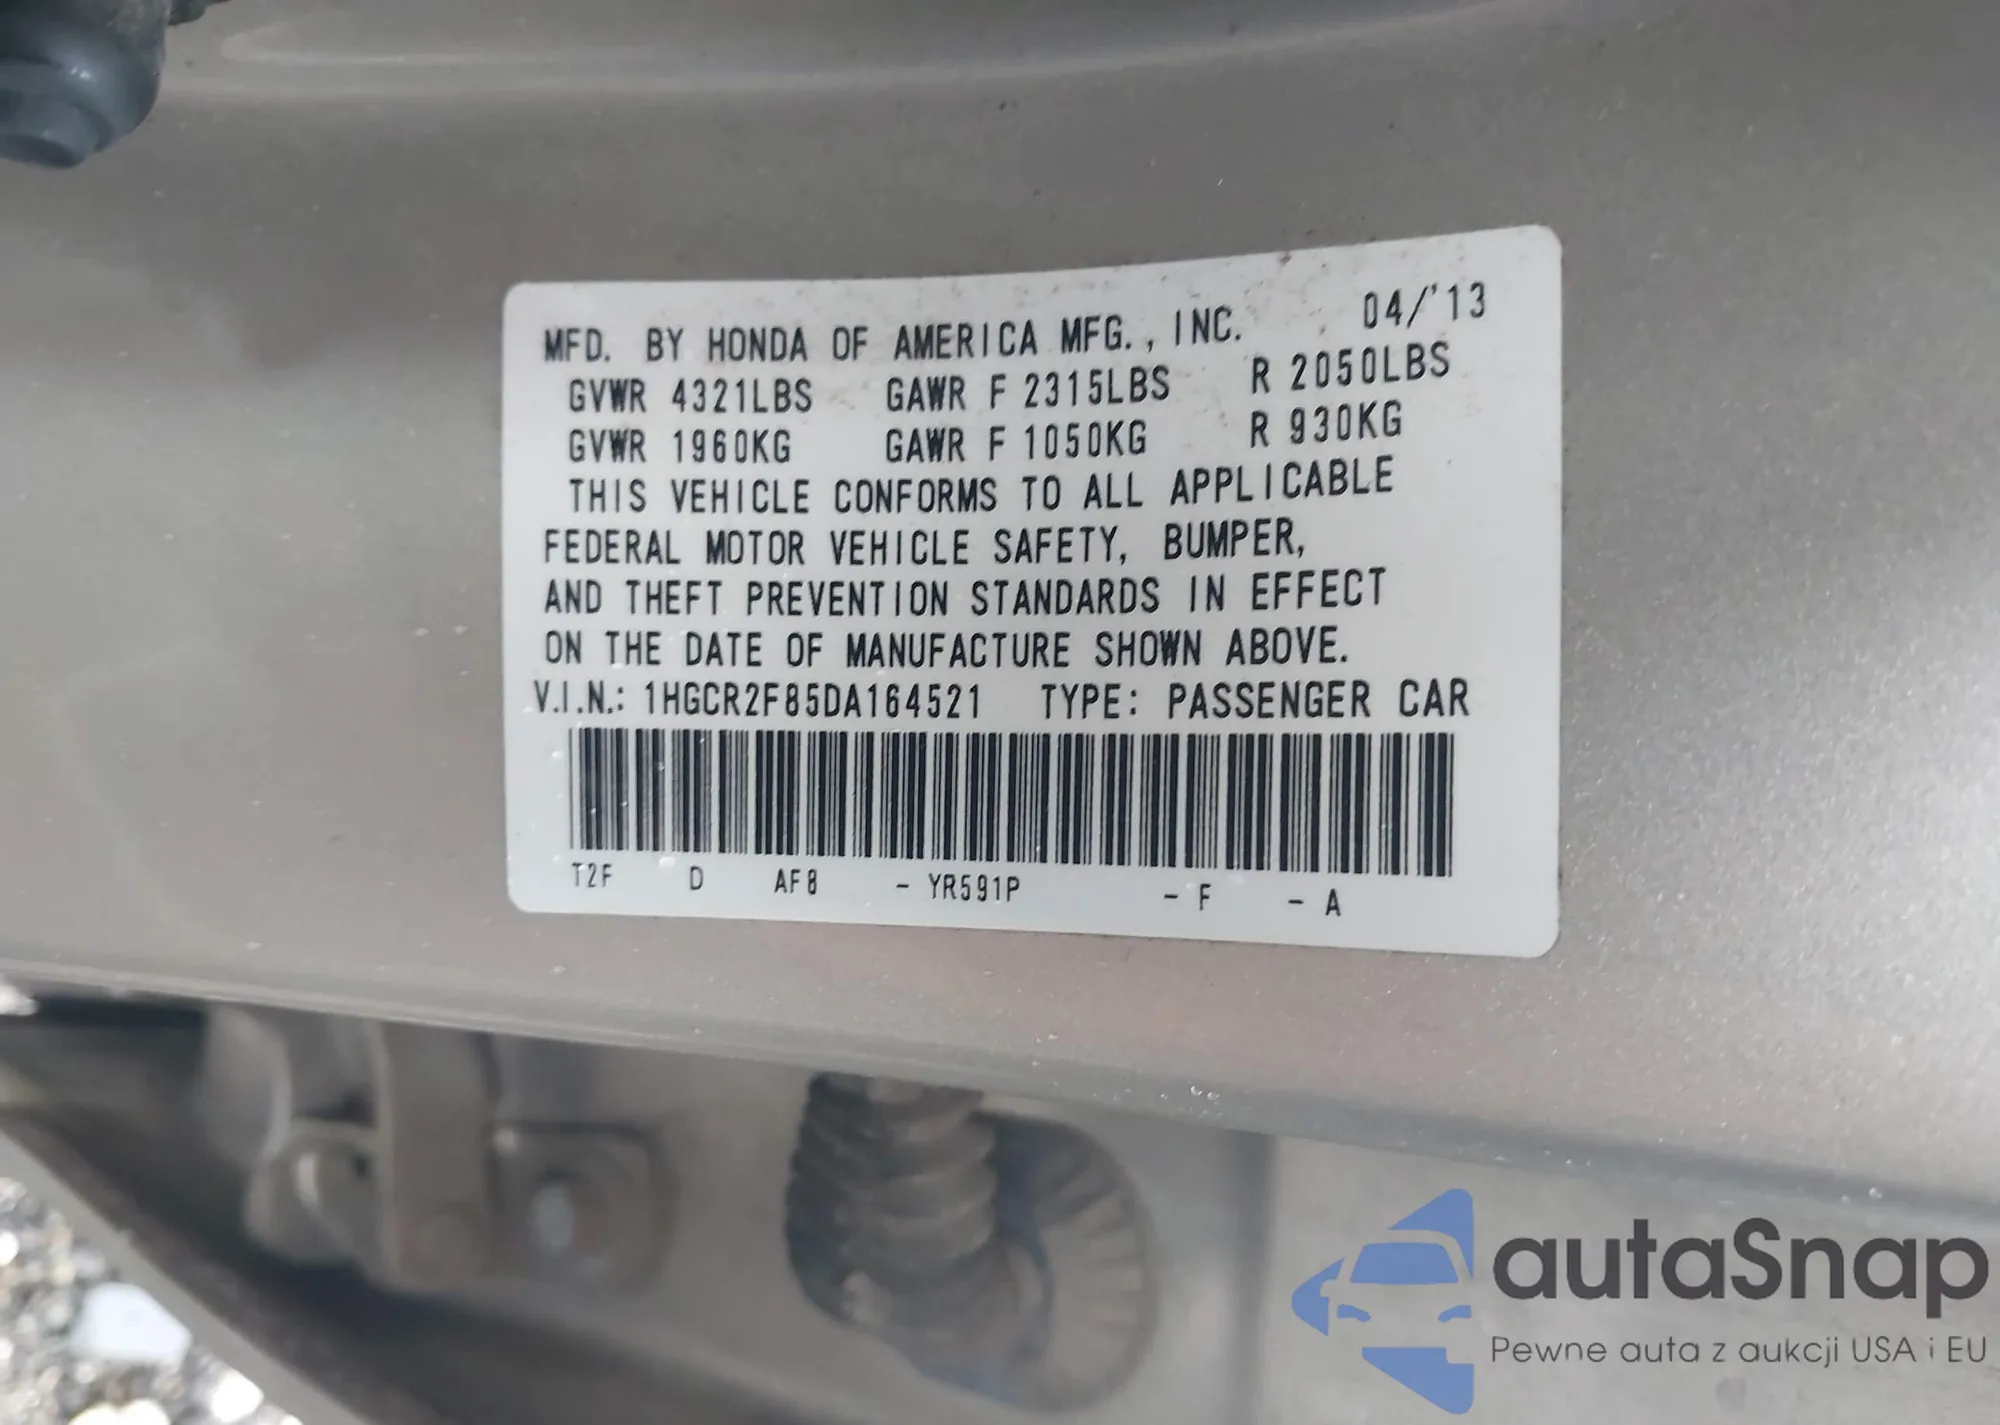 MFD. BY HONDA OF AMERICA MFG., INC. 04/'13
GVWR 4321LBS GAWR F 2315LBS R 2050LBS
GVWR 1960KG GAWR F 1050KG R 930KG
THIS VEHICLE CONFORMS TO ALL APPLICABLE
FEDERAL MOTOR VEHICLE SAFETY, BUMPER,
AND THEFT PREVENTION STANDARDS IN EFFECT
ON THE DATE OF MANUFACTURE SHOWN ABOVE.
V.I.N.: 1HGCR2F85DA164521 TYPE: PASSENGER CAR
T2F D AF8 - YR591P - F - A
autaSnap
Pewne auta z aukcji USA i EU